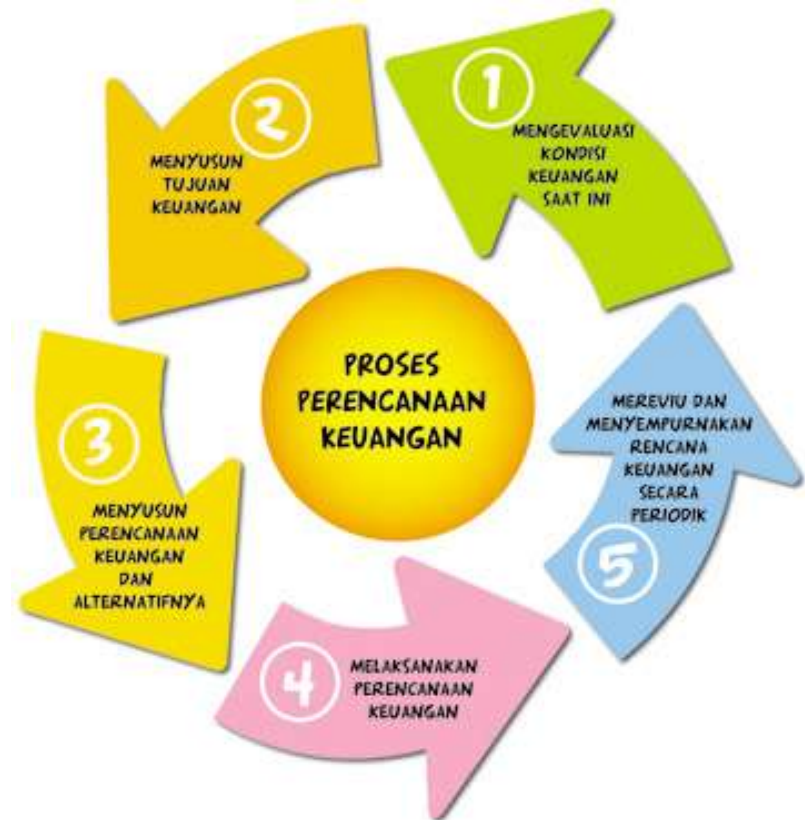 PROSES
PERENCANAAN
KEUANGAN
1
MENGEVALUASI
KONDISI
KEUANGAN
SAAT INI
2
MENYUSUN
TUJUAN
KEUANGAN
3
MENYUSUN
PERENCANAAN
KEUANGAN
DAN
ALTERNATIFNYA
4
MELAKSANAKAN
PERENCANAAN
KEUANGAN
MEREVIU DAN
MENYEMPURNAKAN
RENCANA
KEUANGAN
SECARA
PERIODIK
5